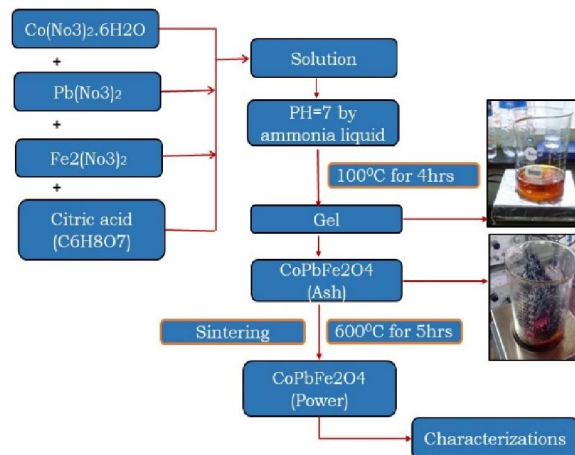 Co(No3)2.6H2O
+
Pb(No3)2
+
Fe2(No3)2
+
Citric acid
(C6H8O7)
Solution
PH=7 by
ammonia liquid
100⁰C for 4hrs
Gel
CoPbFe2O4
(Ash)
Sintering
600⁰C for 5hrs
CoPbFe2O4
(Power)
Characterizations